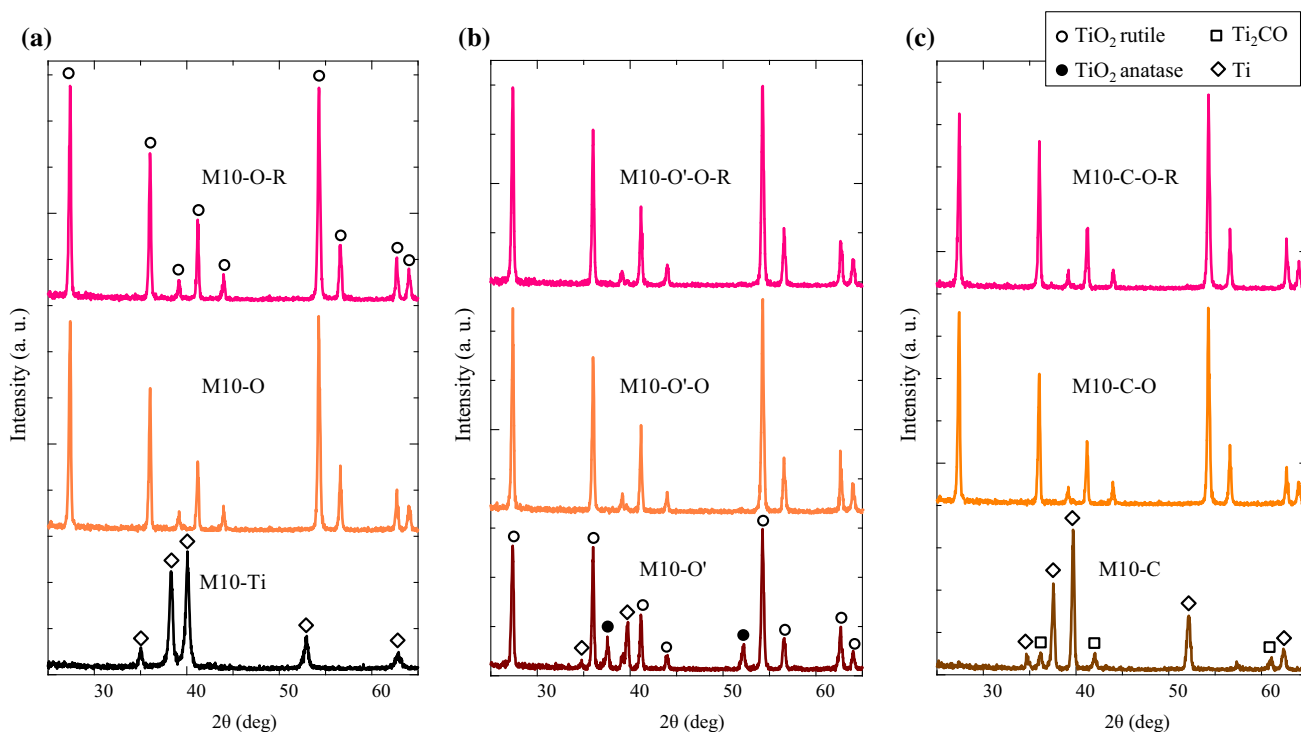 (a)
(b)
(c)
TiO₂ rutile
Ti₂CO
TiO₂ anatase
Ti
M10-O-R
M10-O'-O-R
M10-C-O-R
Intensity (a. u.)
Intensity (a. u.)
Intensity (a. u.)
M10-O
M10-O'-O
M10-C-O
M10-Ti
M10-O'
M10-C
30 40 50 60
30 40 50 60
30 40 50 60
2θ (deg)
2θ (deg)
2θ (deg)